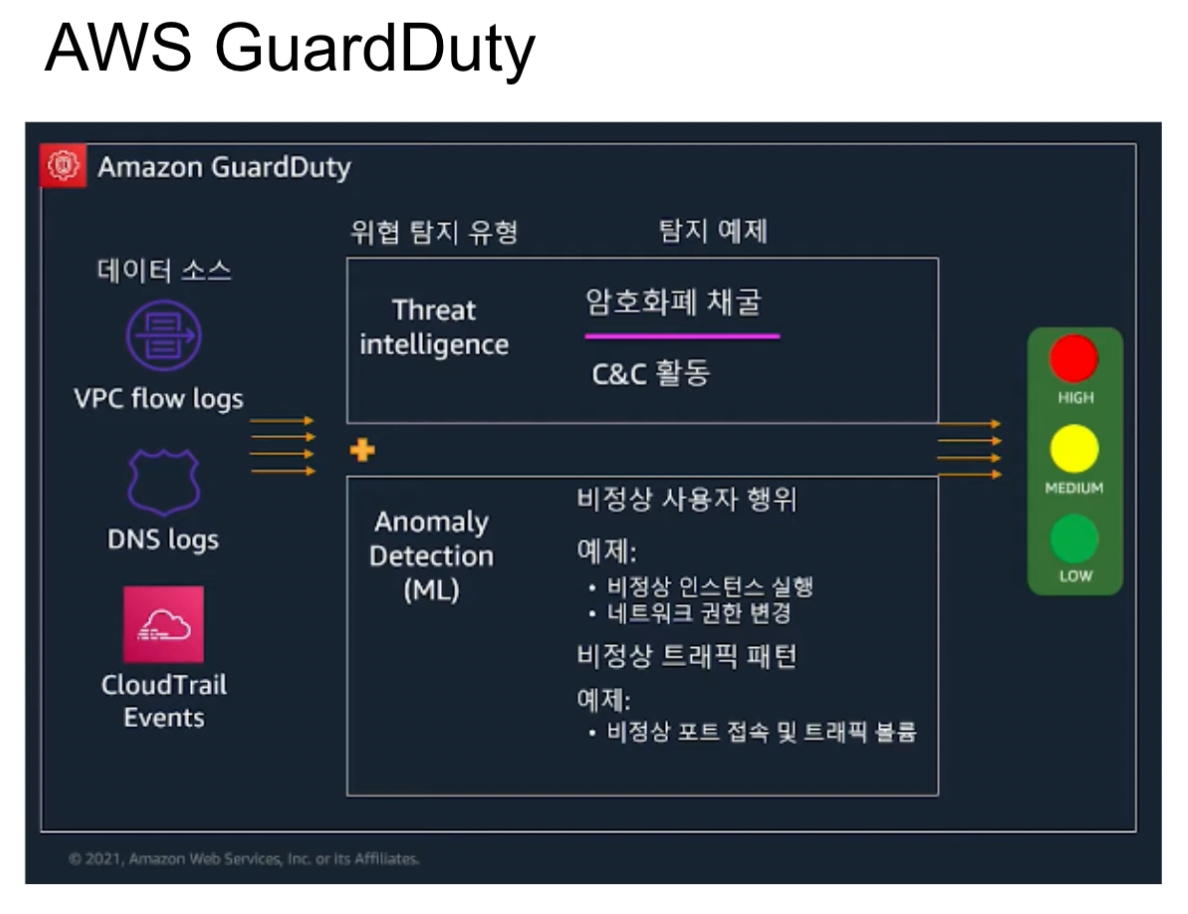 AWS GuardDuty
Amazon GuardDuty
데이터 소스
VPC flow logs
DNS logs
CloudTrail
Events
위협 탐지 유형
탐지 예제
Threat
intelligence
암호화폐 채굴
C&C 활동
Anomaly
Detection
(ML)
비정상 사용자 행위
예제:
• 비정상 인스턴스 실행
• 네트워크 권한 변경
비정상 트래픽 패턴
예제:
• 비정상 포트 접속 및 트래픽 볼륨
HIGH
MEDIUM
LOW
© 2021, Amazon Web Services, Inc. or its Affiliates.